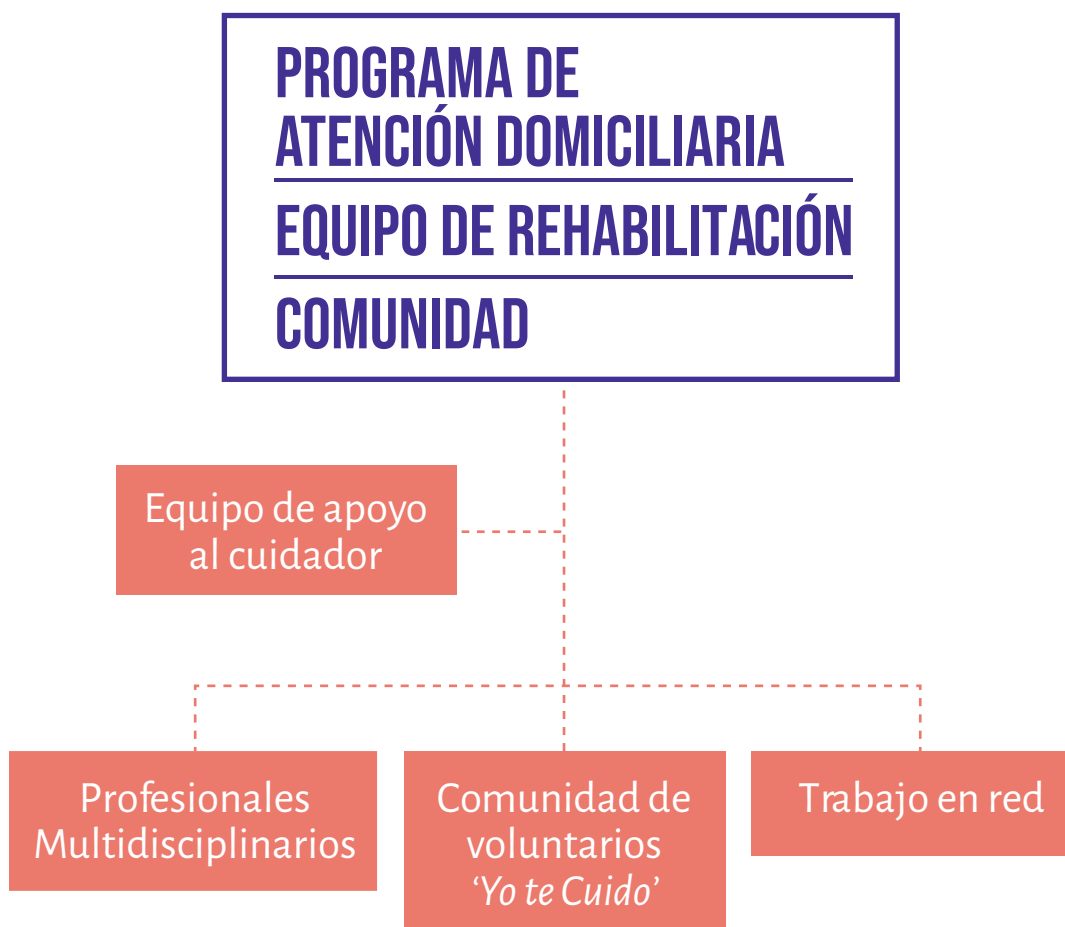 PROGRAMA DE
ATENCIÓN DOMICILIARIA
EQUIPO DE REHABILITACIÓN
COMUNIDAD
Equipo de apoyo
al cuidador
Profesionales
Multidisciplinarios
Comunidad de
voluntarios
‘Yo te Cuido’
Trabajo en red